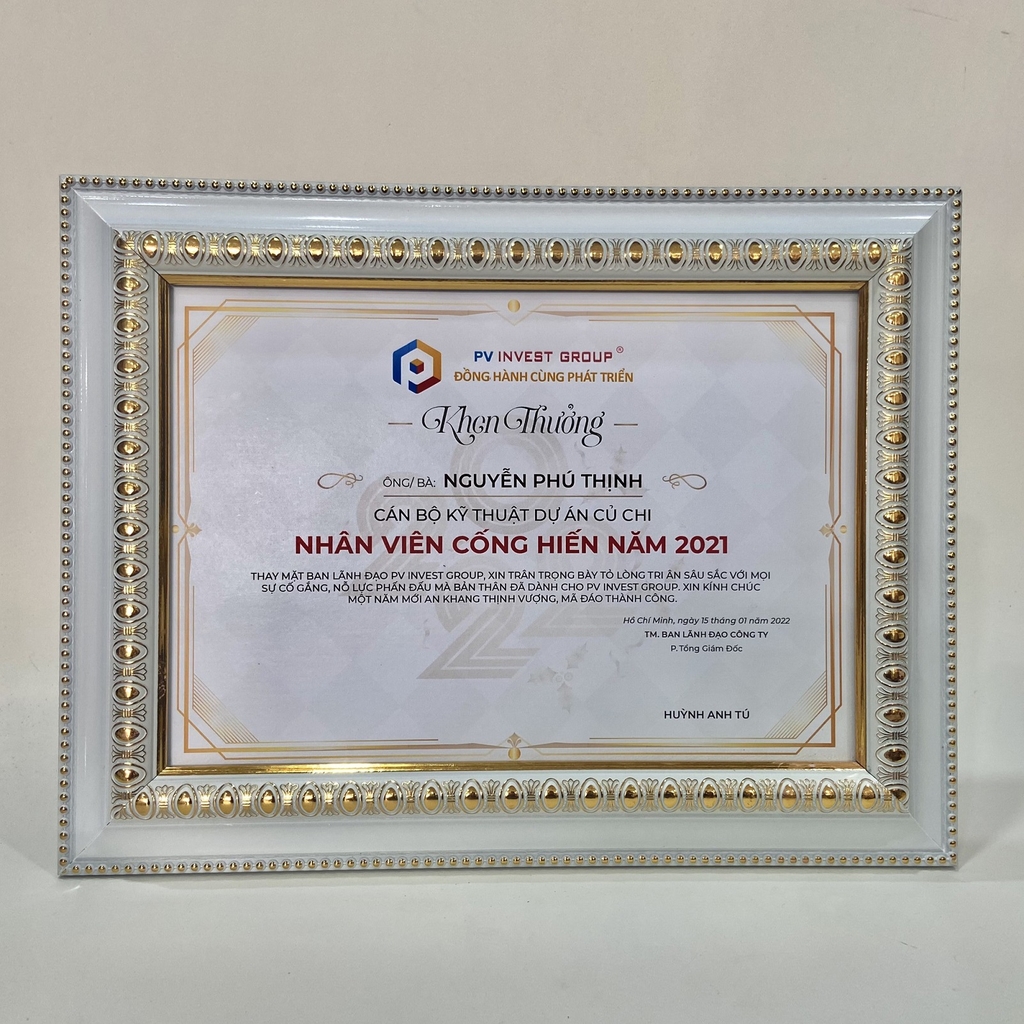 PV INVEST GROUP®
ĐỒNG HÀNH CÙNG PHÁT TRIỂN
Khen Thưởng
ÔNG/ BÀ: NGUYỄN PHÚ THỊNH
CÁN BỘ KỸ THUẬT DỰ ÁN CỦ CHI
NHÂN VIÊN CỐNG HIẾN NĂM 2021
THAY MẶT BAN LÃNH ĐẠO PV INVEST GROUP, XIN TRÂN TRỌNG BÀY TỎ LÒNG TRI ÂN SÂU SẮC VỚI MỌI
SỰ CỐ GẮNG, NỖ LỰC PHẤN ĐẤU MÀ BẢN THÂN ĐÃ DÀNH CHO PV INVEST GROUP. XIN KÍNH CHÚC
MỘT NĂM MỚI AN KHANG THỊNH VƯỢNG, MÃ ĐÁO THÀNH CÔNG.
Hồ Chí Minh, ngày 15 tháng 01 năm 2022
TM. BAN LÃNH ĐẠO CÔNG TY
P.Tổng Giám Đốc
HUỲNH ANH TÚ